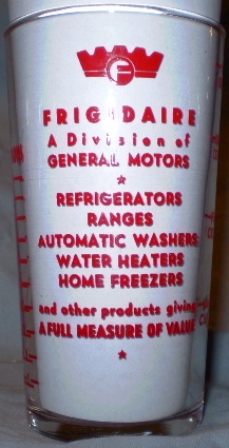 F
FRIGIDAIRE
A Division of
GENERAL MOTORS
*
REFRIGERATORS
RANGES
AUTOMATIC WASHERS
WATER HEATERS
HOME FREEZERS
*
and other products giving
A FULL MEASURE OF VALUE
*